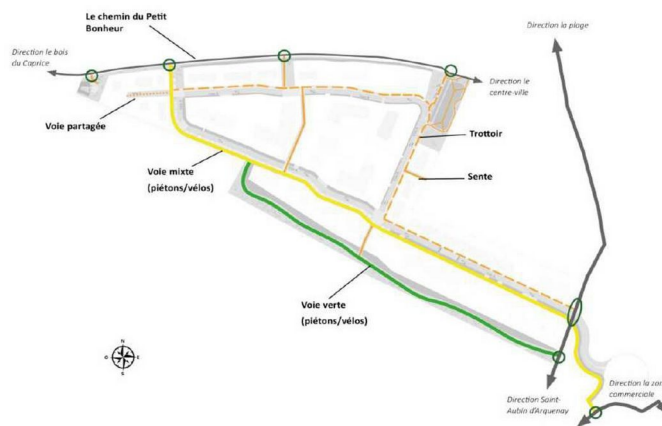 Le chemin du Petit
Bonheur
Direction la plage
Direction le bois
du Caprice
Direction le
centre-ville
Voie partagée
Trottoir
Voie mixte
(piétons/vélos)
Sente
Voie verte
(piétons/vélos)
N
O
E
S
Direction Saint-
Aubin d'Arquenay
Direction la zon
commerciale